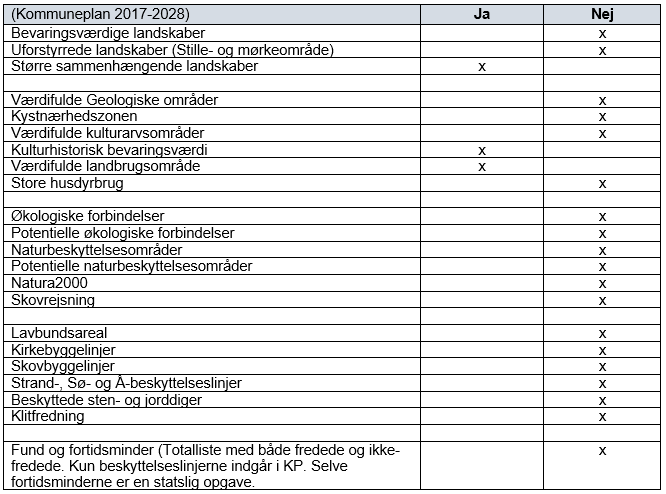 (Kommuneplan 2017-2028) Ja Nej
Bevaringsværdige landskaber x
Uforstyrrede landskaber (Stille- og mørkeområde) x
Større sammenhængende landskaber x
Værdifulde Geologiske områder x
Kystnærhedszonen x
Værdifulde kulturarvsområder x
Kulturhistorisk bevaringsværdi x
Værdifulde landbrugsområde x
Store husdyrbrug x
Økologiske forbindelser x
Potentielle økologiske forbindelser x
Naturbeskyttelsesområder x
Potentielle naturbeskyttelsesområder x
Natura2000 x
Skovrejsning x
Lavbundsareal x
Kirkebyggelinjer x
Skovbyggelinjer x
Strand-, Sø- og Å-beskyttelseslinjer x
Beskyttede sten- og jorddiger x
Klitfredning x
Fund og fortidsminder (Totalliste med både fredede og ikke- x
fredede. Kun beskyttelseslinjerne indgår i KP. Selve
fortidsminderne er en statslig opgave.